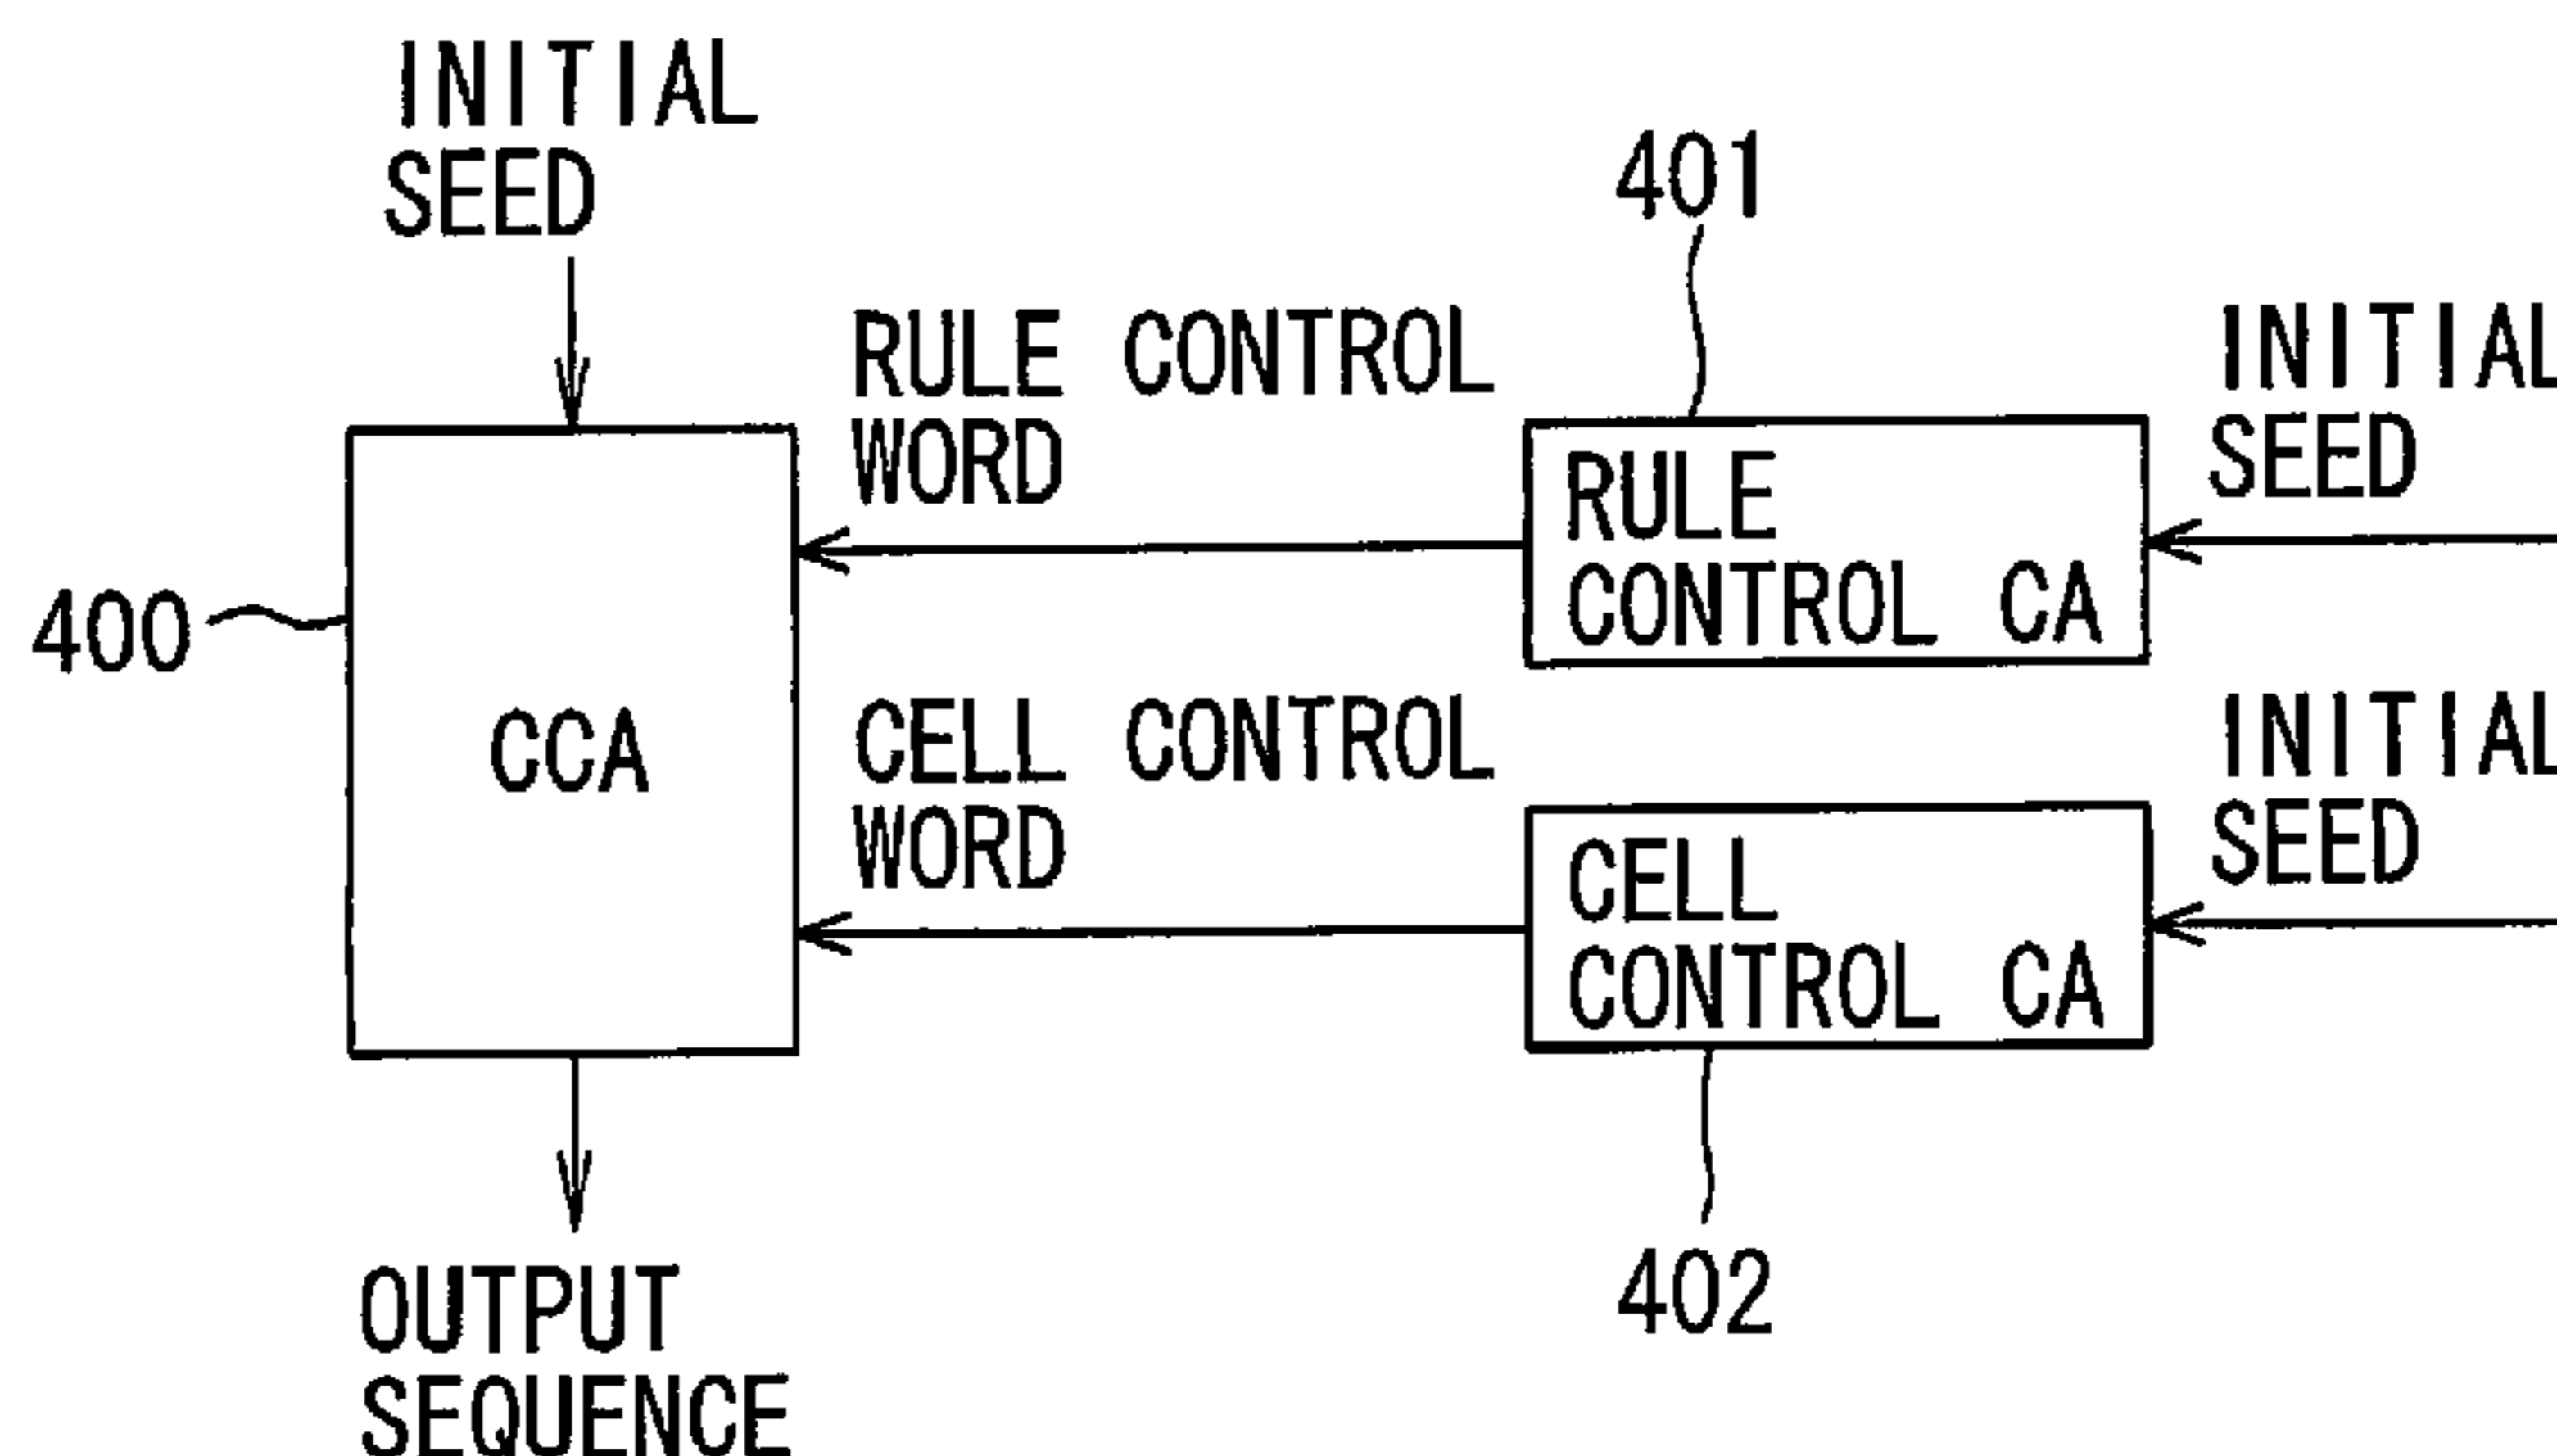 INITIAL
SEED
401
RULE CONTROL
WORD
INITIAL
SEED
RULE
CONTROL CA
400
CCA
CELL CONTROL
WORD
INITIAL
SEED
CELL
CONTROL CA
402
OUTPUT
SEQUENCE